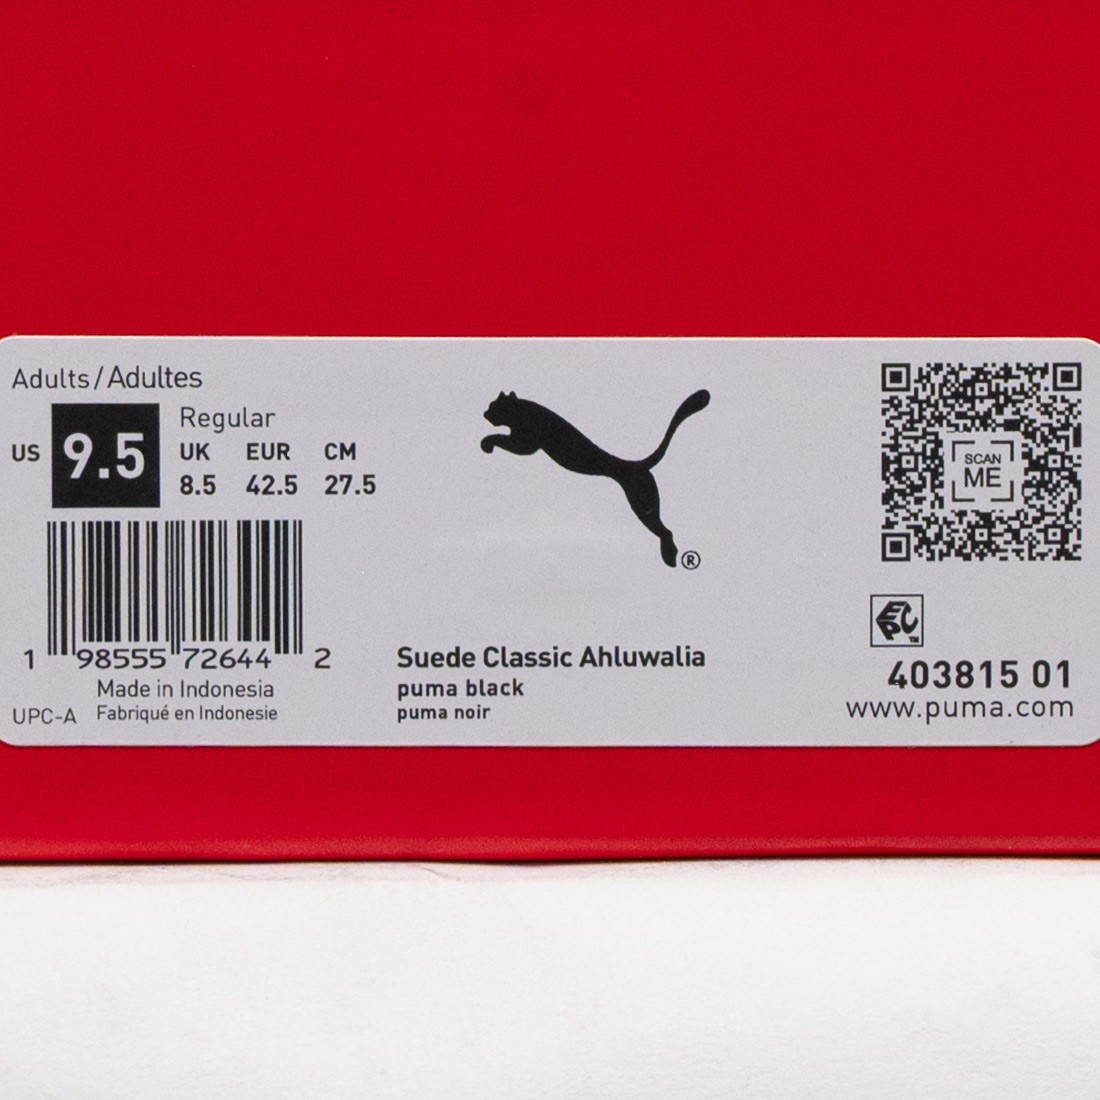 Adults/Adultes
US 9.5
Regular
UK EUR CM
8.5 42.5 27.5
1 98555 72644 2
Made in Indonesia
UPC-A Fabriqué en Indonesie
®
Suede Classic Ahluwalia
puma black
puma noir
SCAN
ME
EPC™
403815 01
www.puma.com